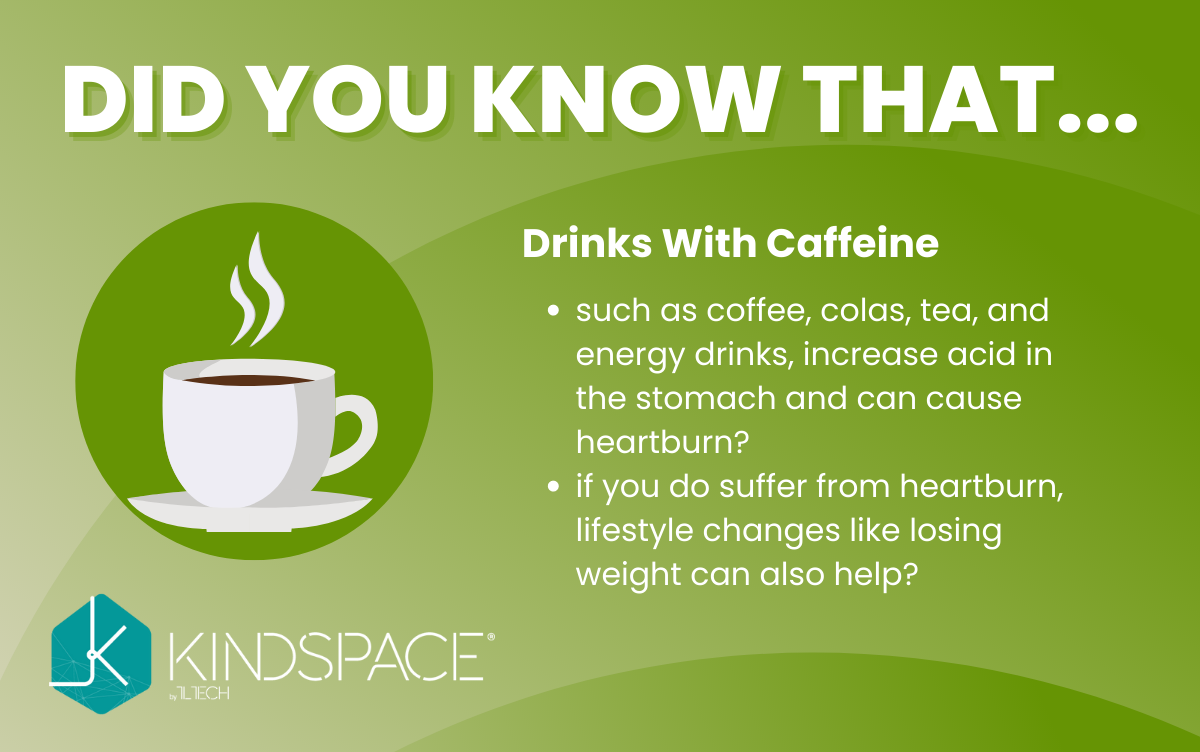 DID YOU KNOW THAT...
Drinks With Caffeine
• such as coffee, colas, tea, and
energy drinks, increase acid in
the stomach and can cause
heartburn?
• if you do suffer from heartburn,
lifestyle changes like losing
weight can also help?
KINDSPACE®
by TLTECH